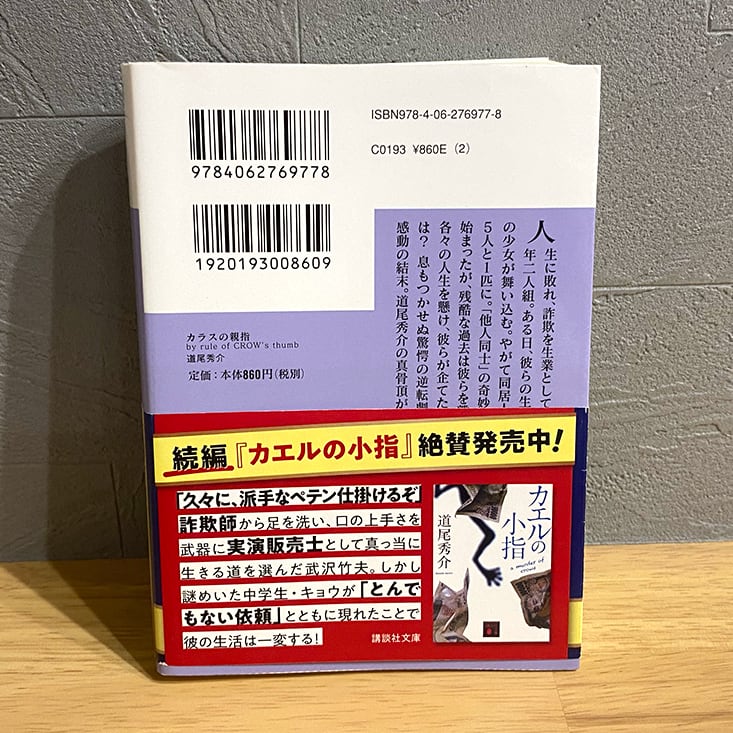 ISBN978-4-06-276977-8
C0193 ¥860E (2)
9784062769778
1920193008609
人生に敗れ、詐欺を生業として
年二人組。ある日、彼らの生
の少女が舞い込む。やがて同居
5人と1匹に。「他人同士」の奇妙
始まったが、残酷な過去は彼らを
各々の人生を懸け、彼らが企てた
は? 息もつかせぬ驚愕の逆転
感動の結末。道尾秀介の真骨頂が
カラスの親指
by rule of CROW's thumb
道尾秀介
定価:本体860円(税別)
続編『カエルの小指』絶賛発売中!
「久々に、派手なペテン仕掛けるぞ」
詐欺師から足を洗い、口の上手さを
武器に実演販売士として真っ当に
生きる道を選んだ武沢竹夫。しかし
謎めいた中学生・キョウが「とんで
もない依頼」とともに現れたことで
彼の生活は一変する!
カエルの
小指
a murder of
crows
道尾秀介
講談社文庫